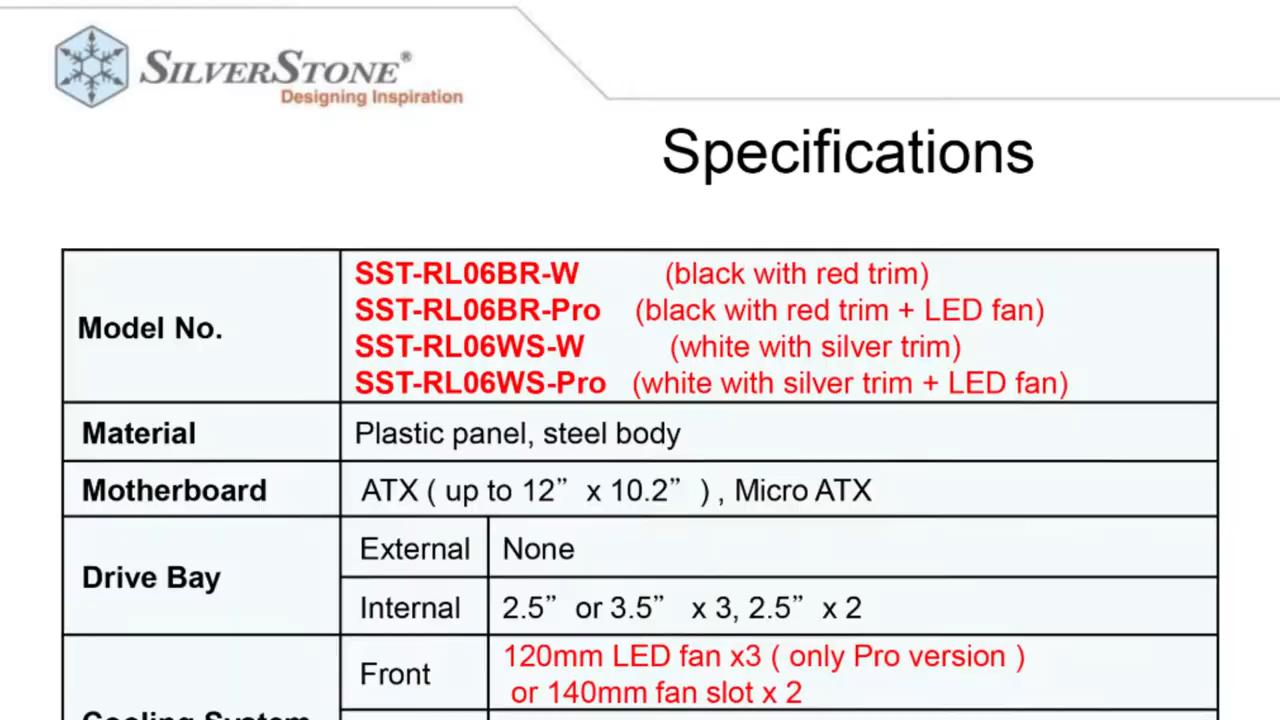 SILVERSTONE®
Designing Inspiration
Specifications
Model No.
SST-RL06BR-W (black with red trim)
SST-RL06BR-Pro (black with red trim + LED fan)
SST-RL06WS-W (white with silver trim)
SST-RL06WS-Pro (white with silver trim + LED fan)
Material Plastic panel, steel body
Motherboard ATX ( up to 12” x 10.2” ) , Micro ATX
Drive Bay
External None
Internal 2.5” or 3.5” x 3, 2.5” x 2
Cooling System
Front
120mm LED fan x3 ( only Pro version )
or 140mm fan slot x 2